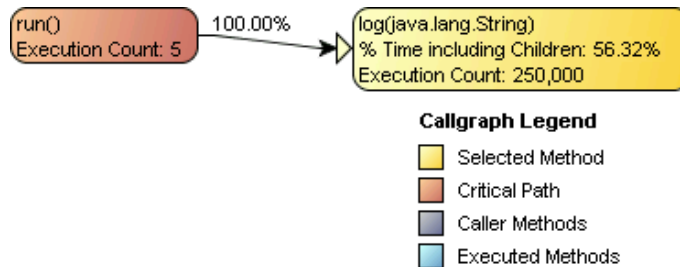 run()
Execution Count: 5
100.00%
log(java.lang.String)
% Time including Children: 56.32%
Execution Count: 250,000
Callgraph Legend
Selected Method
Critical Path
Caller Methods
Executed Methods